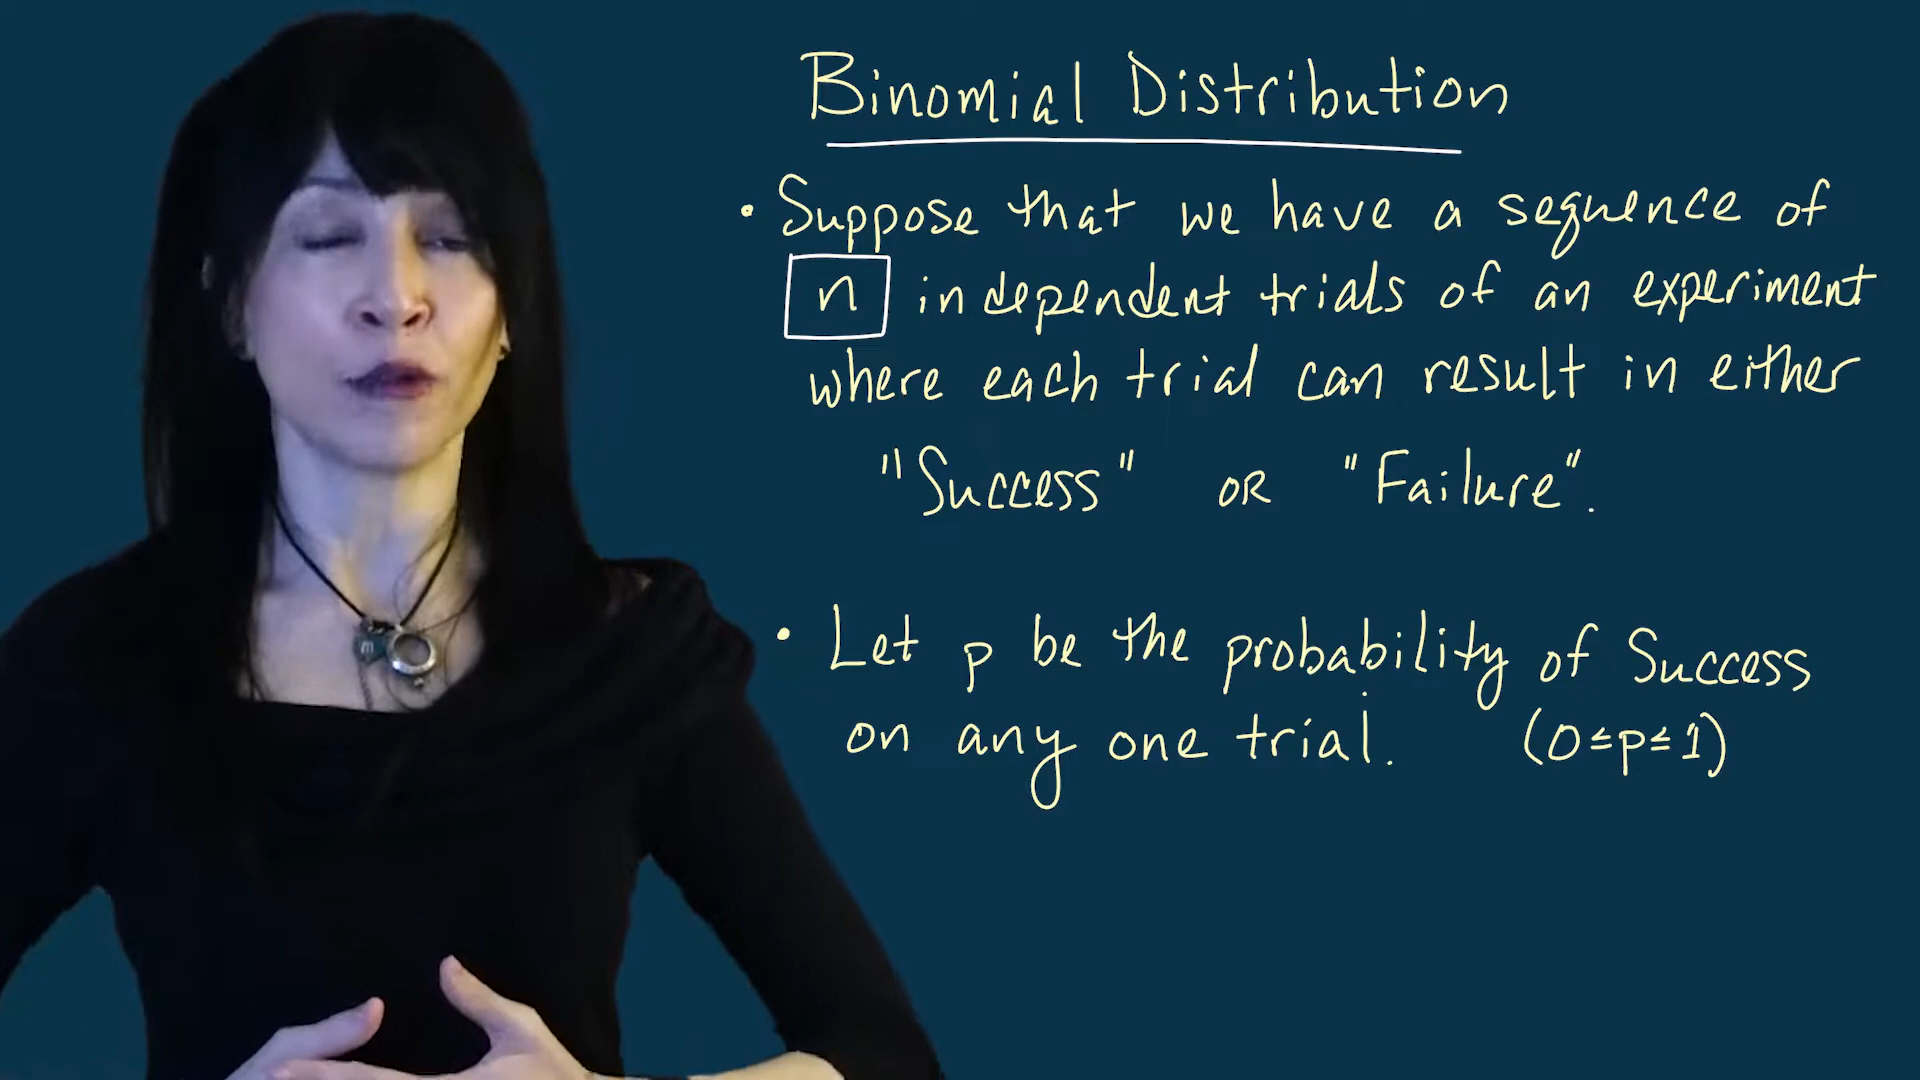 Binomial Distribution
• Suppose that we have a sequence of
n independent trials of an experiment
where each trial can result in either
"Success" OR "Failure".
• Let p be the probability of Success
on any one trial. (0≤p≤1)